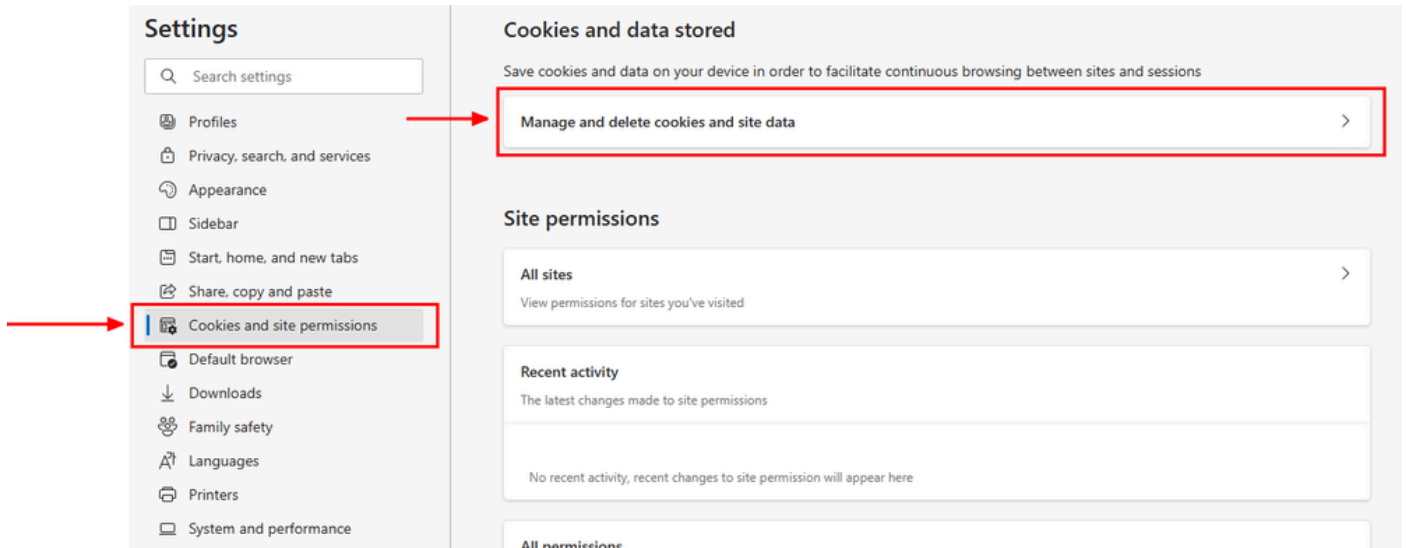 Settings
Search settings
Profiles
Privacy, search, and services
Appearance
Sidebar
Start, home, and new tabs
Share, copy and paste
Cookies and site permissions
Default browser
Downloads
Family safety
Languages
Printers
System and performance
Cookies and data stored
Save cookies and data on your device in order to facilitate continuous browsing between sites and sessions
Manage and delete cookies and site data
Site permissions
All sites
View permissions for sites you've visited
Recent activity
The latest changes made to site permissions
No recent activity, recent changes to site permission will appear here
All permissions